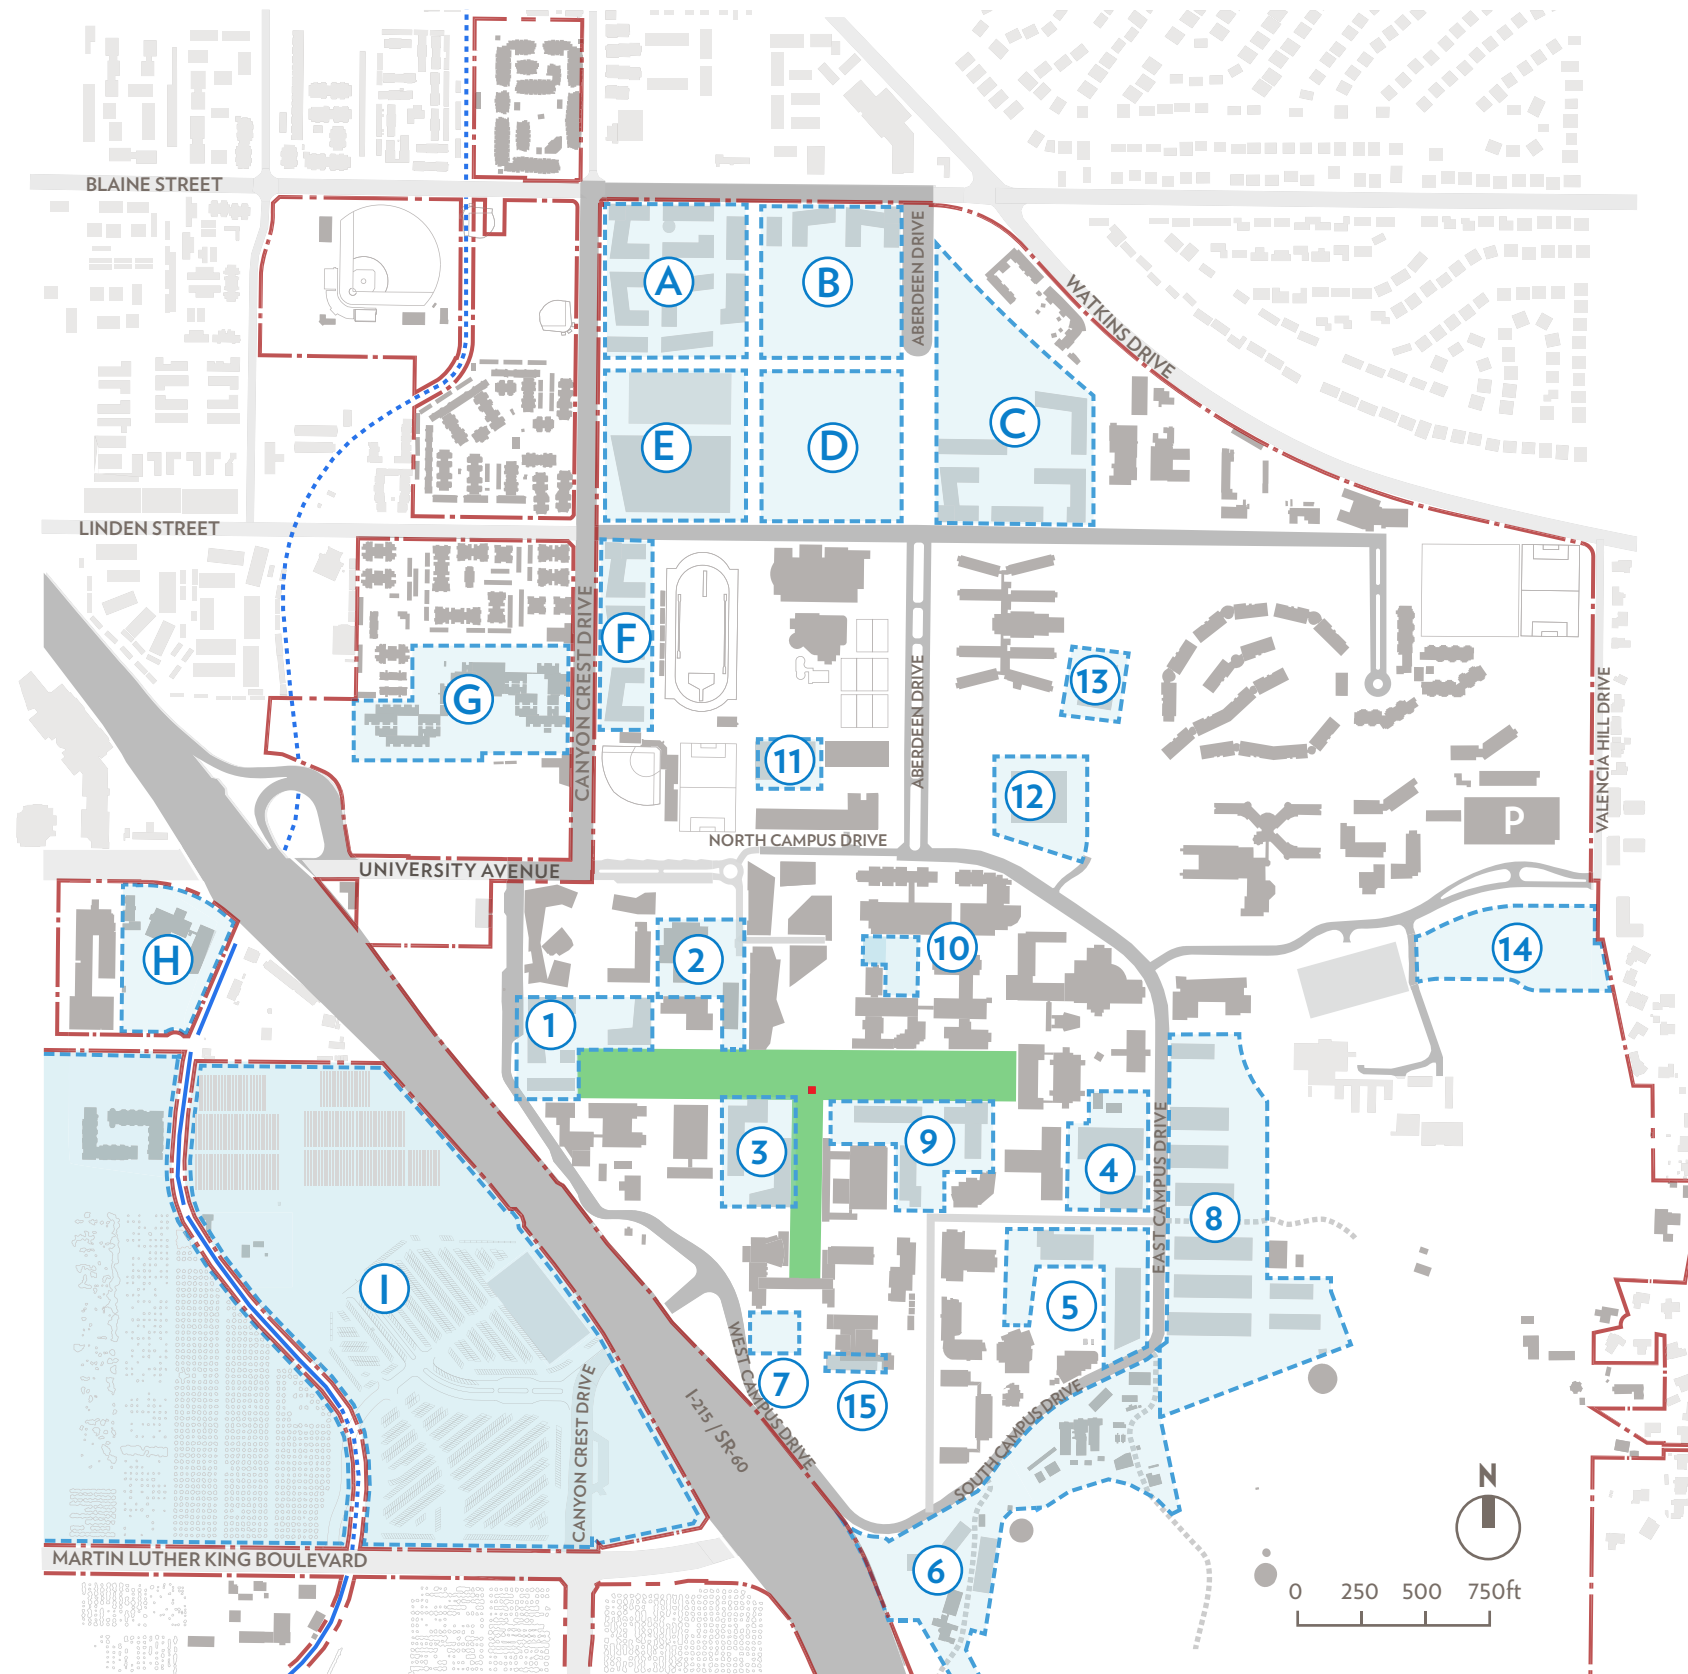 BLAINE STREET
ABERDEEN DRIVE
A
B
WATKINS DRIVE
C
E
D
LINDEN STREET
CANYON CREST DRIVE
F
ABERDEEN DRIVE
13
G
VALENCIA HILL DRIVE
11
12
P
NORTH CAMPUS DRIVE
UNIVERSITY AVENUE
H
2
10
14
1
3
9
4
EAST CAMPUS DRIVE
8
I
5
WEST CAMPUS DRIVE
7
15
I-215 / SR-60
CANYON CREST DRIVE
SOUTH CAMPUS DRIVE
N
MARTIN LUTHER KING BOULEVARD
6
0 250 500 750ft